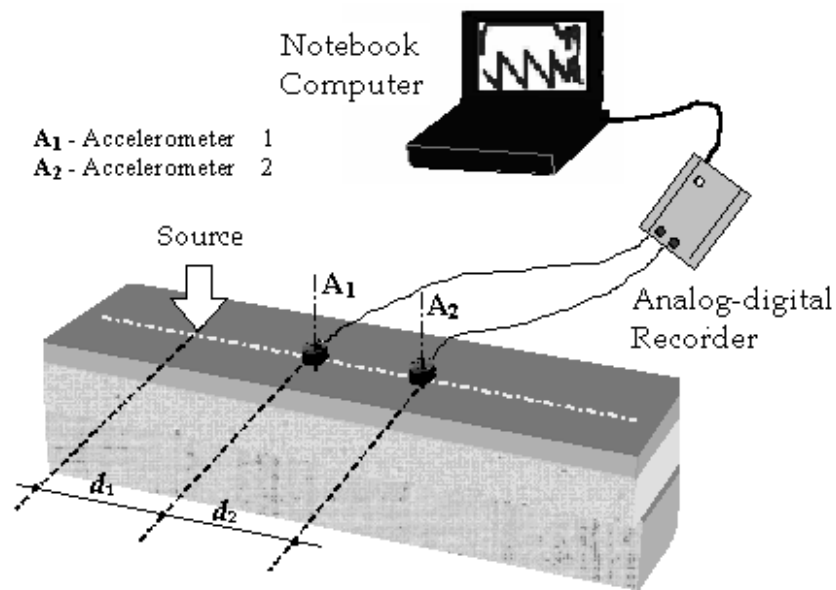 Notebook
Computer
A1 - Accelerometer 1
A2 - Accelerometer 2
Source
A1
A2
Analog-digital
Recorder
d1
d2